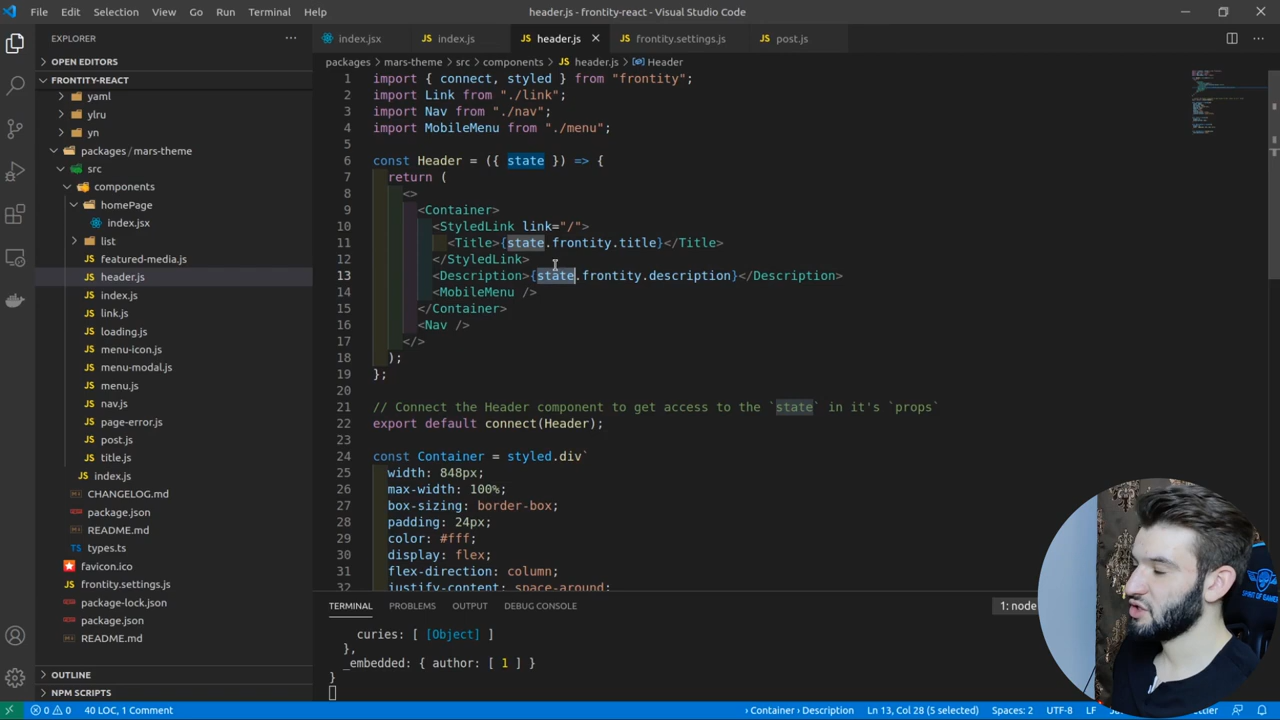 File Edit Selection View Go Run Terminal Help
header.js - frontity-react - Visual Studio Code
EXPLORER
index.jsx
index.js
header.js
frontity.settings.js
post.js
OPEN EDITORS
packages > mars-theme > src > components > header.js > Header
FRONTITY-REACT
yaml
ylru
yn
packages / mars-theme
src
components
homePage
index.jsx
list
featured-media.js
header.js
index.js
link.js
loading.js
menu-icon.js
menu-modal.js
menu.js
nav.js
page-error.js
post.js
title.js
index.js
CHANGELOG.md
package.json
README.md
types.ts
favicon.ico
frontity.settings.js
package-lock.json
package.json
README.md
OUTLINE
NPM SCRIPTS
1 import { connect, styled } from "frontity";
2 import Link from "./link";
3 import Nav from "./nav";
4 import MobileMenu from "./menu";
5
6 const Header = ({ state }) => {
7 return (
8 <>
9 <Container>
10 <StyledLink link="/">
11 <Title>{state.frontity.title}</Title>
12 </StyledLink>
13 <Description>{state.frontity.description}</Description>
14 <MobileMenu />
15 </Container>
16 <Nav />
17 </>
18 );
19 };
20
21 // Connect the Header component to get access to the `state` in it's `props`
22 export default connect(Header);
23
24 const Container = styled.div`
25 width: 848px;
26 max-width: 100%;
27 box-sizing: border-box;
28 padding: 24px;
29 color: #fff;
30 display: flex;
31 flex-direction: column;
32 justify-content: space-around;
TERMINAL PROBLEMS OUTPUT DEBUG CONSOLE
1: node
curies: [ [Object] ]
},
_embedded: { author: [ 1 ] }
}
SPIRIT OF GAMER
0 0 40 LOC, 1 Comment
› Container › Description
Ln 13, Col 28 (5 selected)
Spaces: 2
UTF-8
LF